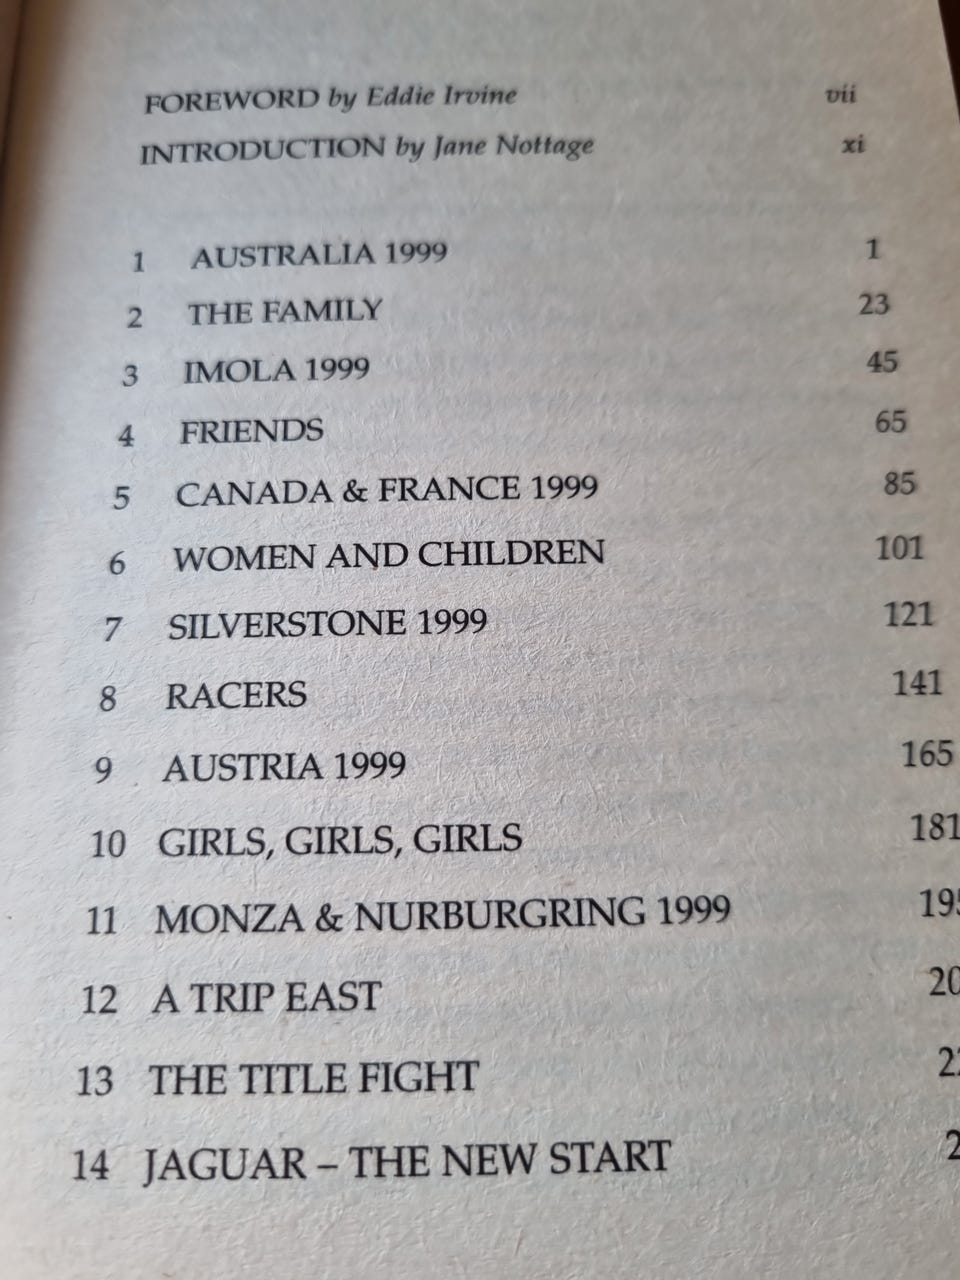 FOREWORD by Eddie Irvine vii
INTRODUCTION by Jane Nottage xi
1 AUSTRALIA 1999 1
2 THE FAMILY 23
3 IMOLA 1999 45
4 FRIENDS 65
5 CANADA & FRANCE 1999 85
6 WOMEN AND CHILDREN 101
7 SILVERSTONE 1999 121
8 RACERS 141
9 AUSTRIA 1999 165
10 GIRLS, GIRLS, GIRLS 181
11 MONZA & NURBURGRING 1999 195
12 A TRIP EAST
13 THE TITLE FIGHT
14 JAGUAR – THE NEW START